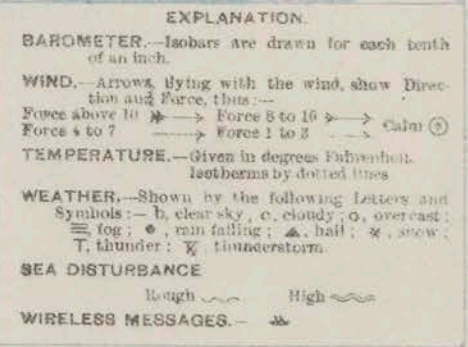 EXPLANATION.
BAROMETER.—Isobars are drawn for each tenth
of an inch.
WIND.—Arrows, flying with the wind, show Direc-
tion and Force, thus:—
Force above 10 Force 8 to 10
Force 4 to 7 Force 1 to 3 Calm
TEMPERATURE.—Given in degrees Fahrenheit.
Isotherms by dotted lines
WEATHER.—Shown by the following Letters and
Symbols:— b, clear sky, c, cloudy; o, overcast;
fog; rain falling; hail; snow;
T, thunder; thunderstorm
SEA DISTURBANCE
Rough High
WIRELESS MESSAGES.—